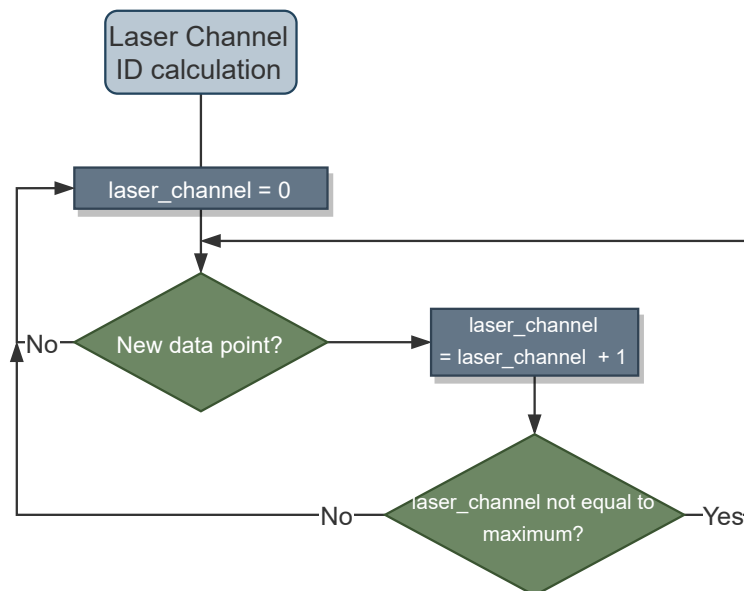 Laser Channel
ID calculation
laser_channel = 0
New data point?
No
laser_channel
= laser_channel + 1
laser_channel not equal to
maximum?
No
Yes